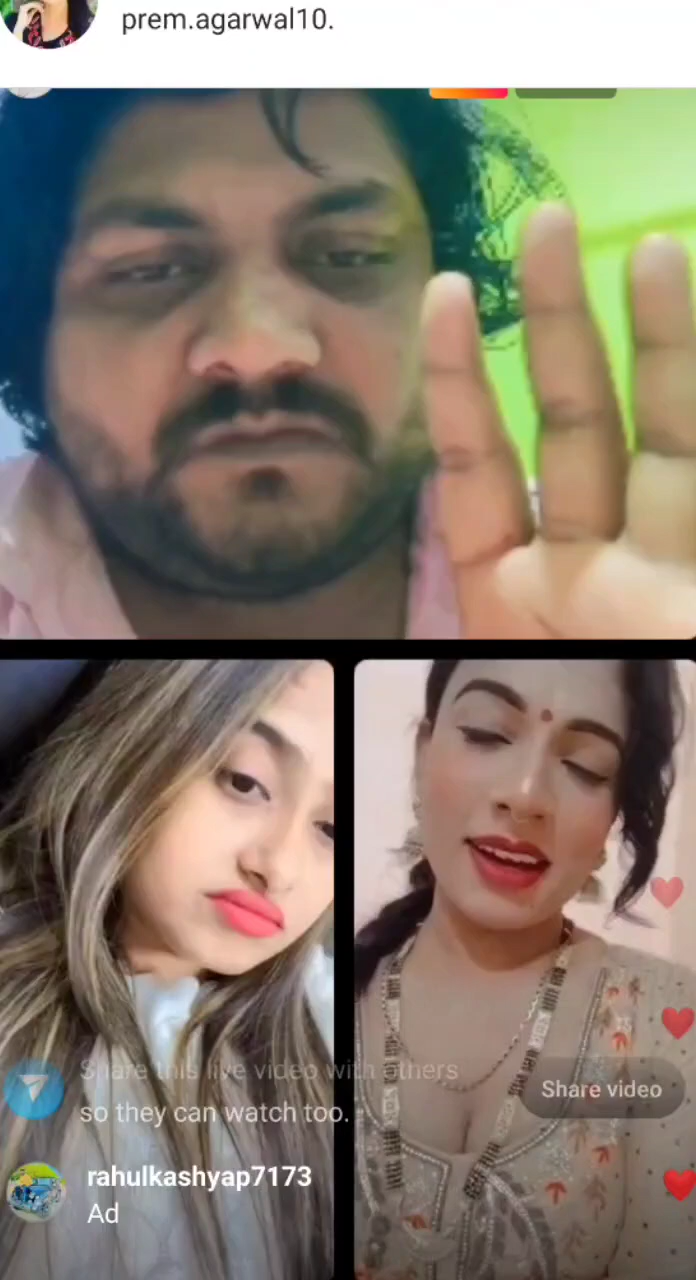 prem.agarwal10.
Share this live video with others
so they can watch too.
Share video
rahulkashyap7173
Ad